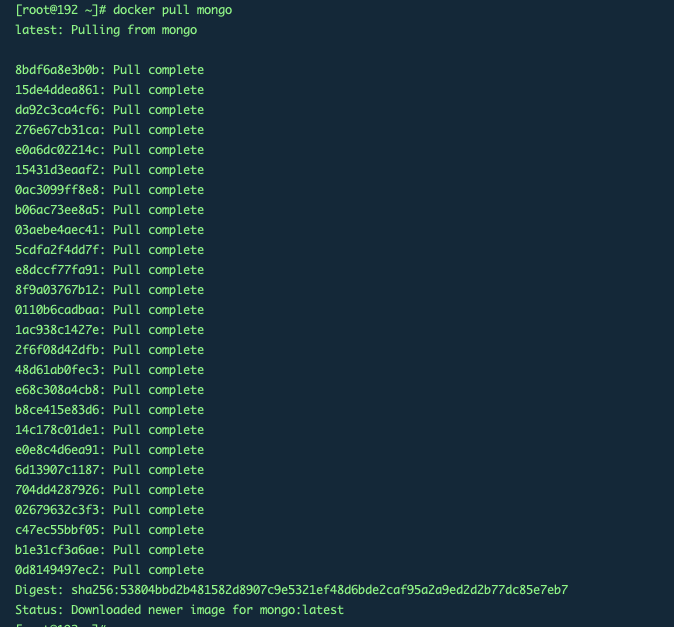 [root@192 ~]# docker pull mongo
latest: Pulling from mongo
8bdf6a8e3b0b: Pull complete
15de4ddea861: Pull complete
da92c3ca4cf6: Pull complete
276e67cb31ca: Pull complete
e0a6dc02214c: Pull complete
15431d3eaaf2: Pull complete
0ac3099ff8e8: Pull complete
b06ac73ee8a5: Pull complete
03aebe4aec41: Pull complete
5cdfa2f4dd7f: Pull complete
e8dccf77fa91: Pull complete
8f9a03767b12: Pull complete
0110b6cadbaa: Pull complete
1ac938c1427e: Pull complete
2f6f08d42dfb: Pull complete
48d61ab0fec3: Pull complete
e68c308a4cb8: Pull complete
b8ce415e83d6: Pull complete
14c178c01de1: Pull complete
e0e8c4d6ea91: Pull complete
6d13907c1187: Pull complete
704dd4287926: Pull complete
02679632c3f3: Pull complete
c47ec55bbf05: Pull complete
b1e31cf3a6ae: Pull complete
0d8149497ec2: Pull complete
Digest: sha256:53804bbd2b481582d8907c9e5321ef48d6bde2caf95a2a9ed2d2b77dc85e7eb7
Status: Downloaded newer image for mongo:latest